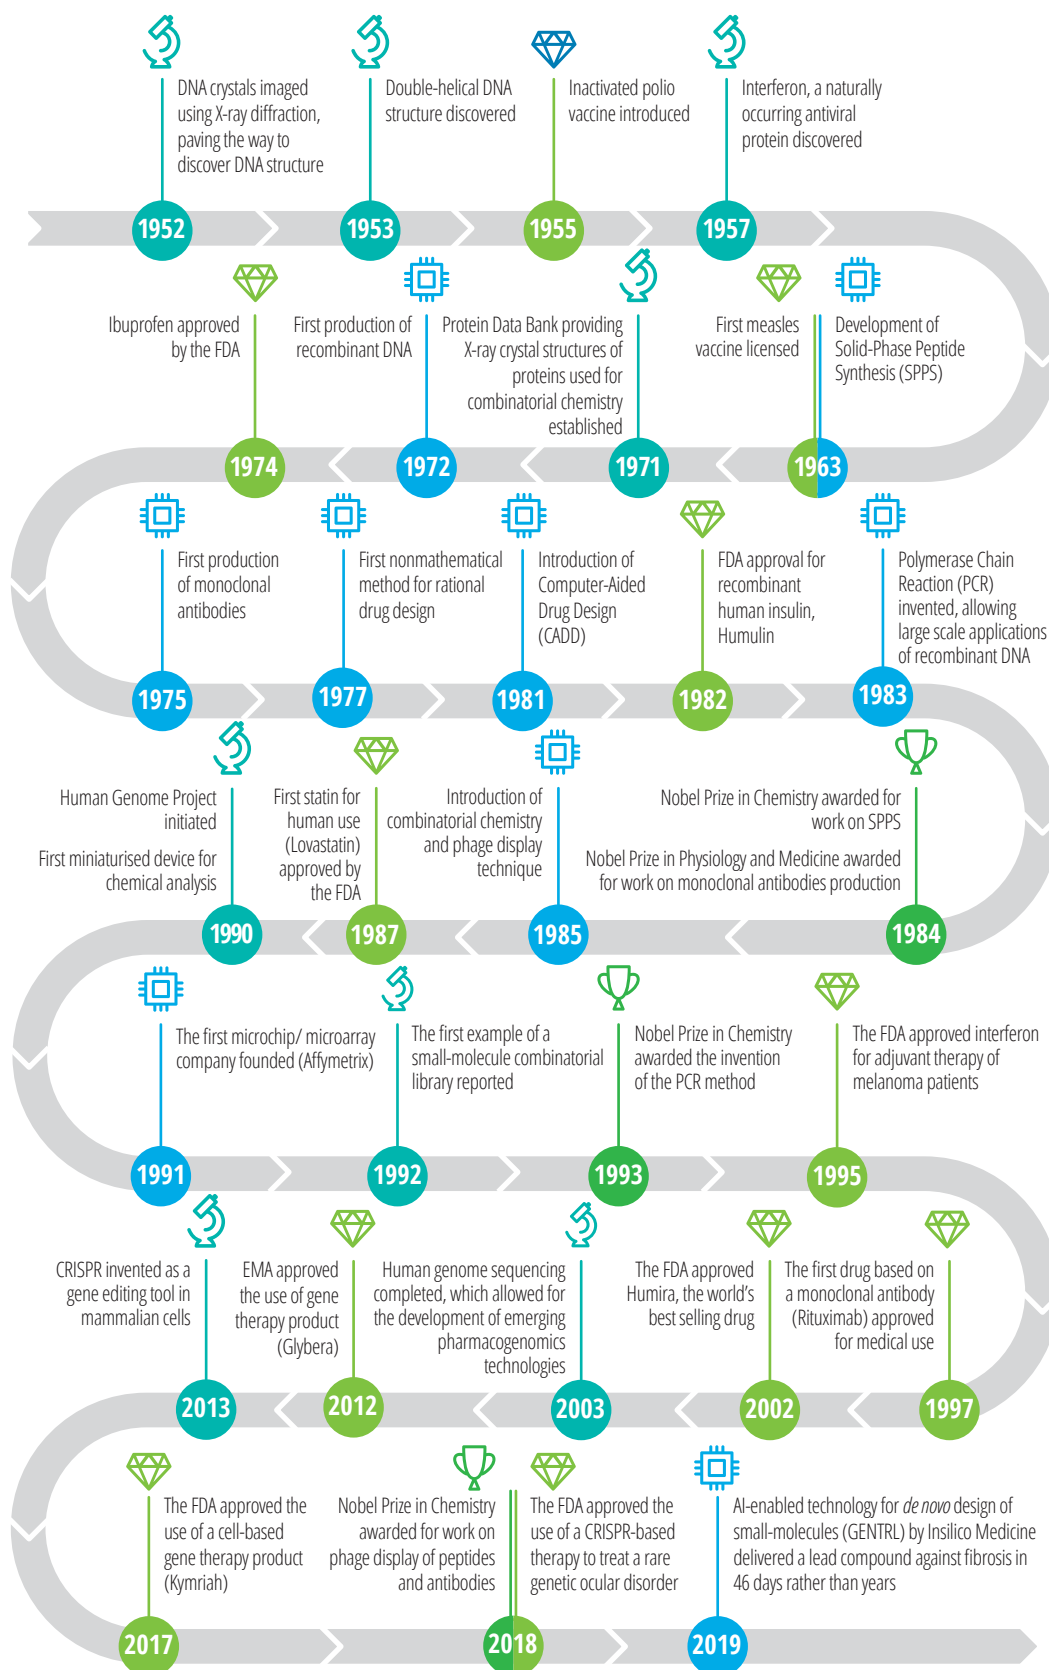 DNA crystals imaged
using X-ray diffraction,
paving the way to
discover DNA structure
1952
Double-helical DNA
structure discovered
1953
Inactivated polio
vaccine introduced
1955
Interferon, a naturally
occurring antiviral
protein discovered
1957
First measles
vaccine licensed
Development of
Solid-Phase Peptide
Synthesis (SPPS)
1963
Protein Data Bank providing
X-ray crystal structures of
proteins used for
combinatorial chemistry
established
1971
First production of
recombinant DNA
1972
Ibuprofen approved
by the FDA
1974
First production
of monoclonal
antibodies
1975
First nonmathematical
method for rational
drug design
1977
Introduction of
Computer-Aided
Drug Design
(CADD)
1981
FDA approval for
recombinant
human insulin,
Humulin
1982
Polymerase Chain
Reaction (PCR)
invented, allowing
large scale applications
of recombinant DNA
1983
Nobel Prize in Chemistry awarded for
work on SPPS
Nobel Prize in Physiology and Medicine awarded
for work on monoclonal antibodies production
1984
Introduction of
combinatorial chemistry
and phage display
technique
1985
First statin for
human use
(Lovastatin)
approved by
the FDA
1987
Human Genome Project
initiated
First miniaturised device for
chemical analysis
1990
The first microchip/ microarray
company founded (Affymetrix)
1991
The first example of a
small-molecule combinatorial
library reported
1992
Nobel Prize in Chemistry
awarded the invention
of the PCR method
1993
The FDA approved interferon
for adjuvant therapy of
melanoma patients
1995
The first drug based on
a monoclonal antibody
(Rituximab) approved
for medical use
1997
The FDA approved
Humira, the world's
best selling drug
2002
Human genome sequencing
completed, which allowed for
the development of emerging
pharmacogenomics
technologies
2003
EMA approved
the use of gene
therapy product
(Glybera)
2012
CRISPR invented as a
gene editing tool in
mammalian cells
2013
The FDA approved the
use of a cell-based
gene therapy product
(Kymriah)
2017
Nobel Prize in Chemistry
awarded for work on
phage display of peptides
and antibodies
The FDA approved the
use of a CRISPR-based
therapy to treat a rare
genetic ocular disorder
2018
AI-enabled technology for de novo design of
small-molecules (GENTRL) by Insilico Medicine
delivered a lead compound against fibrosis in
46 days rather than years
2019